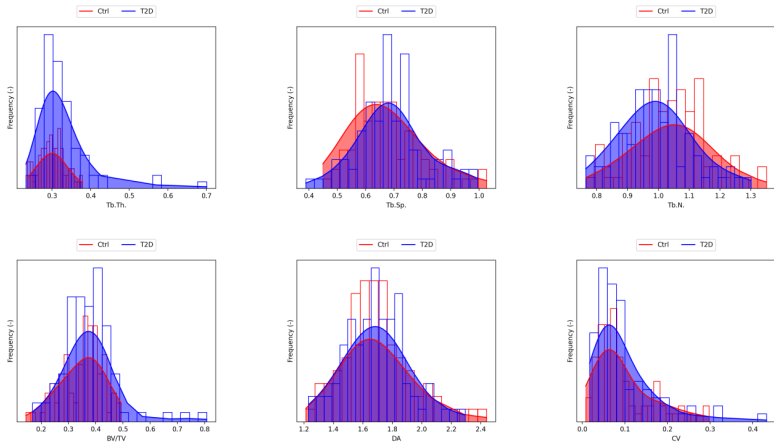 Ctrl T2D
Frequency (-)
0.3 0.4 0.5 0.6 0.7
Tb.Th.
Ctrl T2D
Frequency (-)
0.4 0.5 0.6 0.7 0.8 0.9 1.0
Tb.Sp.
Ctrl T2D
Frequency (-)
0.8 0.9 1.0 1.1 1.2 1.3
Tb.N.
Ctrl T2D
Frequency (-)
0.2 0.3 0.4 0.5 0.6 0.7 0.8
BV/TV
Ctrl T2D
Frequency (-)
1.2 1.4 1.6 1.8 2.0 2.2 2.4
DA
Ctrl T2D
Frequency (-)
0.0 0.1 0.2 0.3 0.4
CV